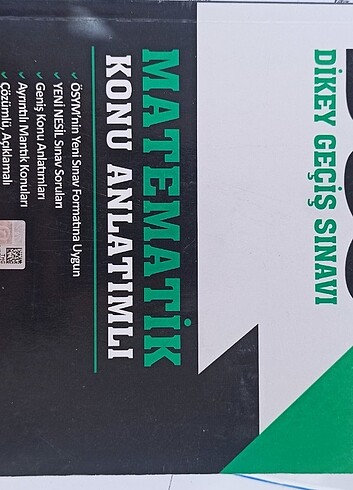 DİKEY GEÇİŞ SINAVI
MATEMATİK
KONU ANLATIMLI
✓ ÖSYM'nin Yeni Sınav Formatına Uygun
✓ YENİ NESİL Sınav Soruları
✓ Geniş Konu Anlatımları
✓ Ayrıntılı Mantık Konuları
✓ Çözümlü, Açıklamalı